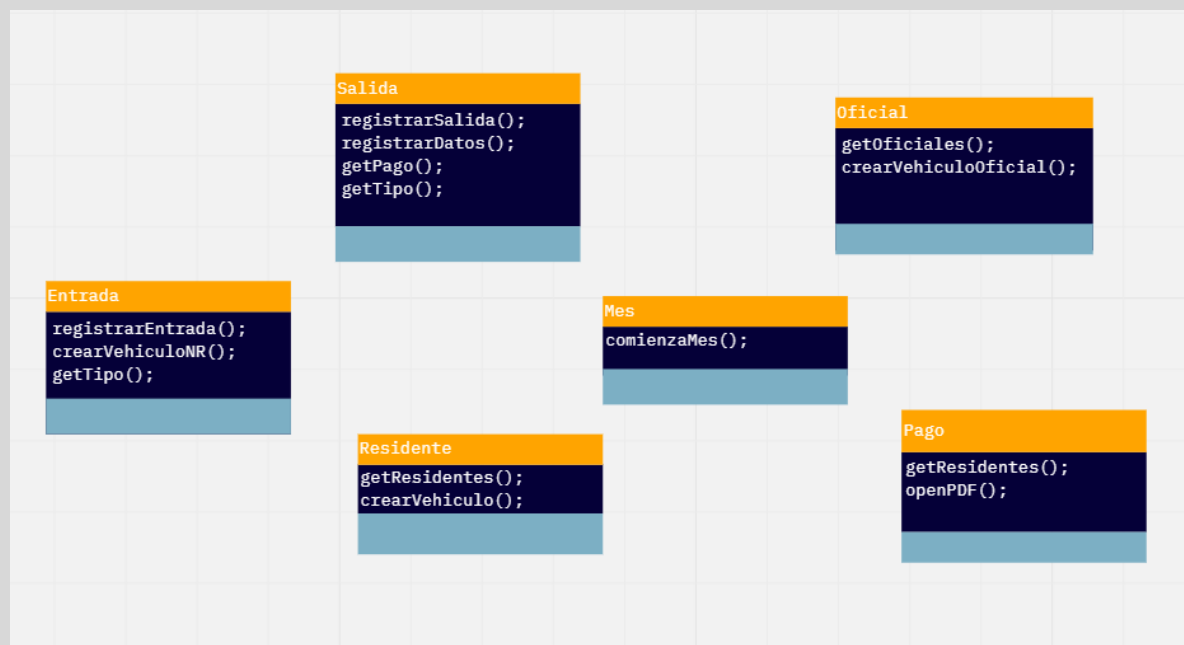 Salida
registrarSalida();
registrarDatos();
getPago();
getTipo();
Oficial
getOficiales();
crearVehiculoOficial();
Entrada
registrarEntrada();
crearVehiculoNR();
getTipo();
Mes
comienzaMes();
Residente
getResidentes();
crearVehiculo();
Pago
getResidentes();
openPDF();